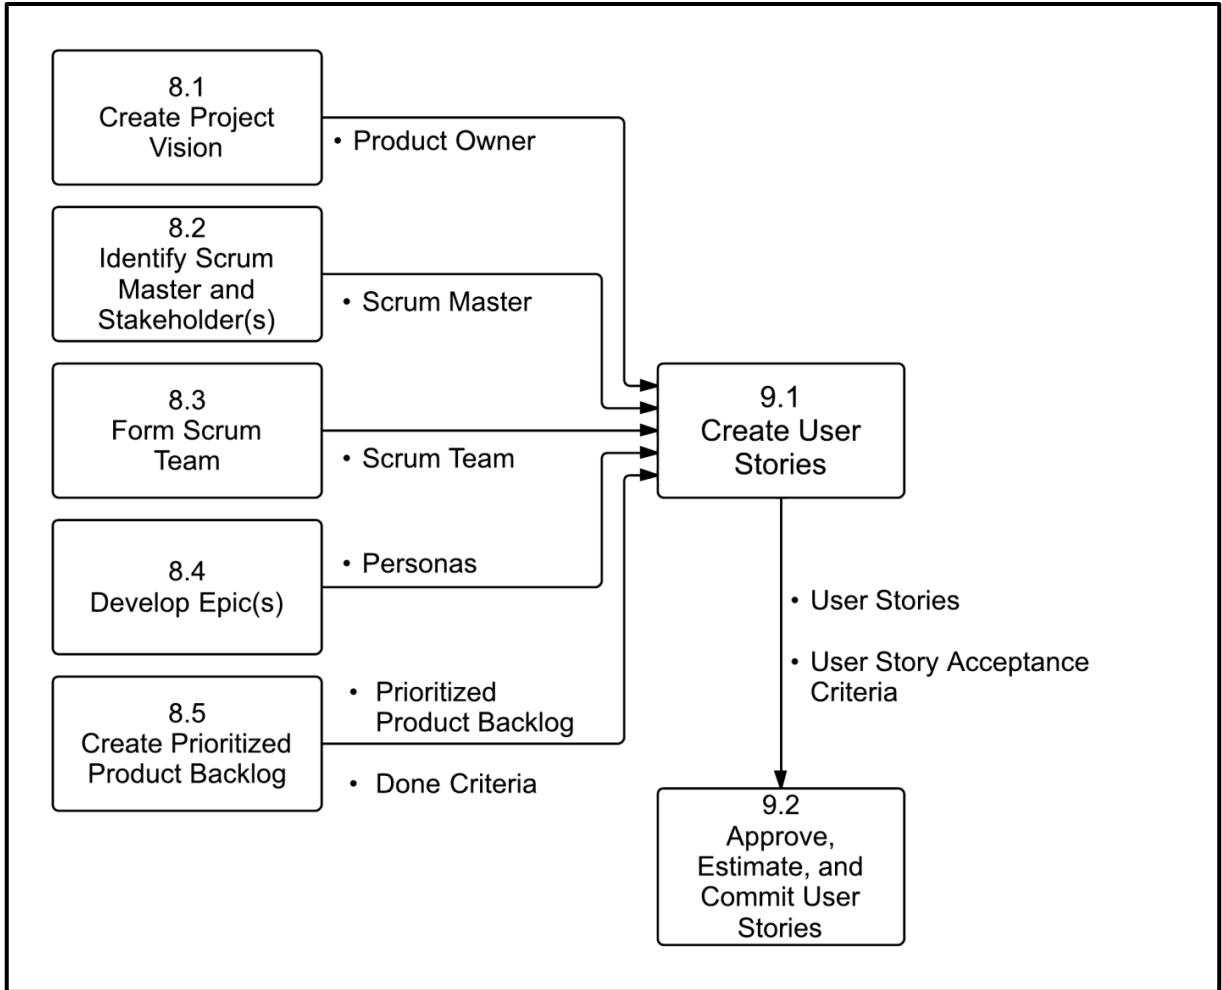 8.1
Create Project
Vision
• Product Owner
8.2
Identify Scrum
Master and
Stakeholder(s)
• Scrum Master
8.3
Form Scrum
Team
• Scrum Team
8.4
Develop Epic(s)
• Personas
8.5
Create Prioritized
Product Backlog
• Prioritized
Product Backlog
• Done Criteria
9.1
Create User
Stories
• User Stories
• User Story Acceptance
Criteria
9.2
Approve,
Estimate, and
Commit User
Stories